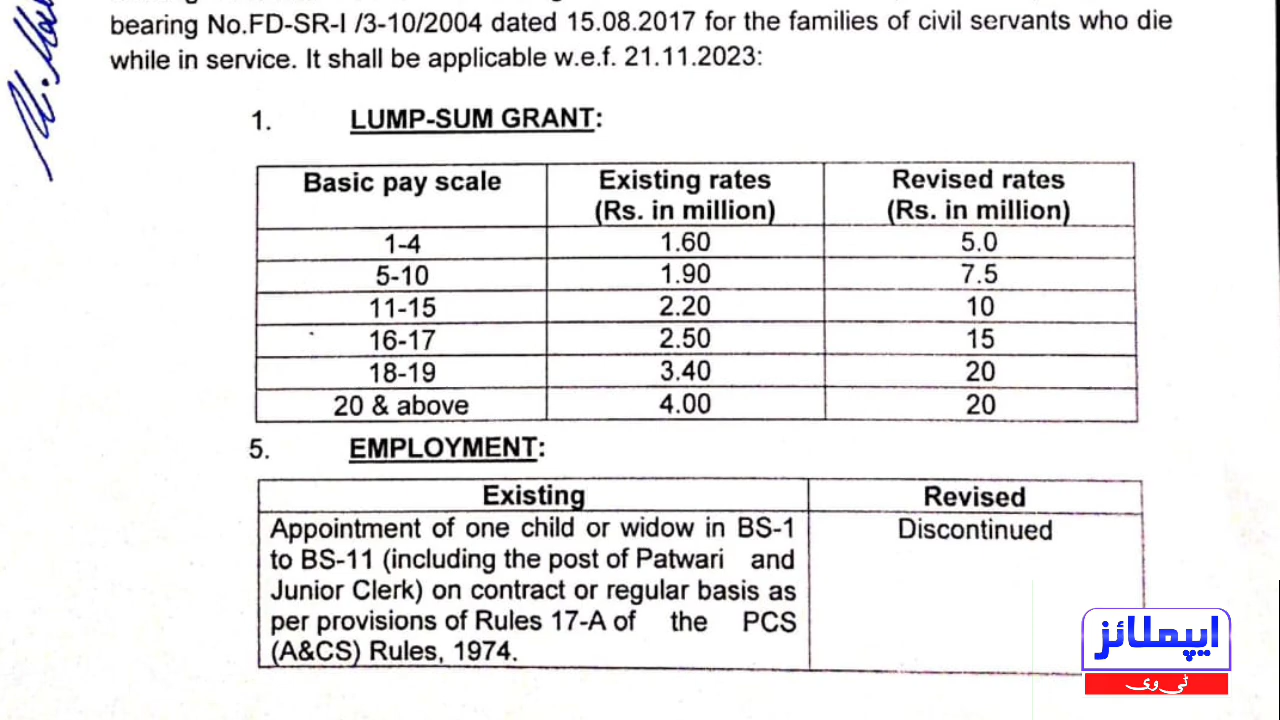 bearing No.FD-SR-I /3-10/2004 dated 15.08.2017 for the families of civil servants who die
while in service. It shall be applicable w.e.f. 21.11.2023:
1. LUMP-SUM GRANT:
Basic pay scale Existing rates (Rs. in million) Revised rates (Rs. in million)
1-4 1.60 5.0
5-10 1.90 7.5
11-15 2.20 10
16-17 2.50 15
18-19 3.40 20
20 & above 4.00 20
5. EMPLOYMENT:
Existing Revised
Appointment of one child or widow in BS-1 Discontinued
to BS-11 (including the post of Patwari and
Junior Clerk) on contract or regular basis as
per provisions of Rules 17-A of the PCS
(A&CS) Rules, 1974.
ایپملائز
ٹی وی